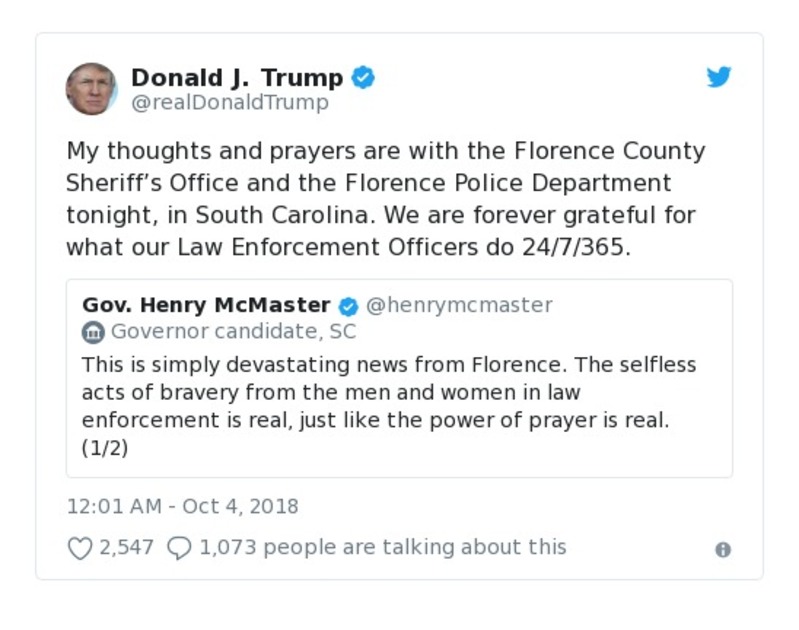 Donald J. Trump
@realDonaldTrump
My thoughts and prayers are with the Florence County
Sheriff’s Office and the Florence Police Department
tonight, in South Carolina. We are forever grateful for
what our Law Enforcement Officers do 24/7/365.
Gov. Henry McMaster @henrymcmaster
Governor candidate, SC
This is simply devastating news from Florence. The selfless
acts of bravery from the men and women in law
enforcement is real, just like the power of prayer is real.
(1/2)
12:01 AM - Oct 4, 2018
2,547 1,073 people are talking about this